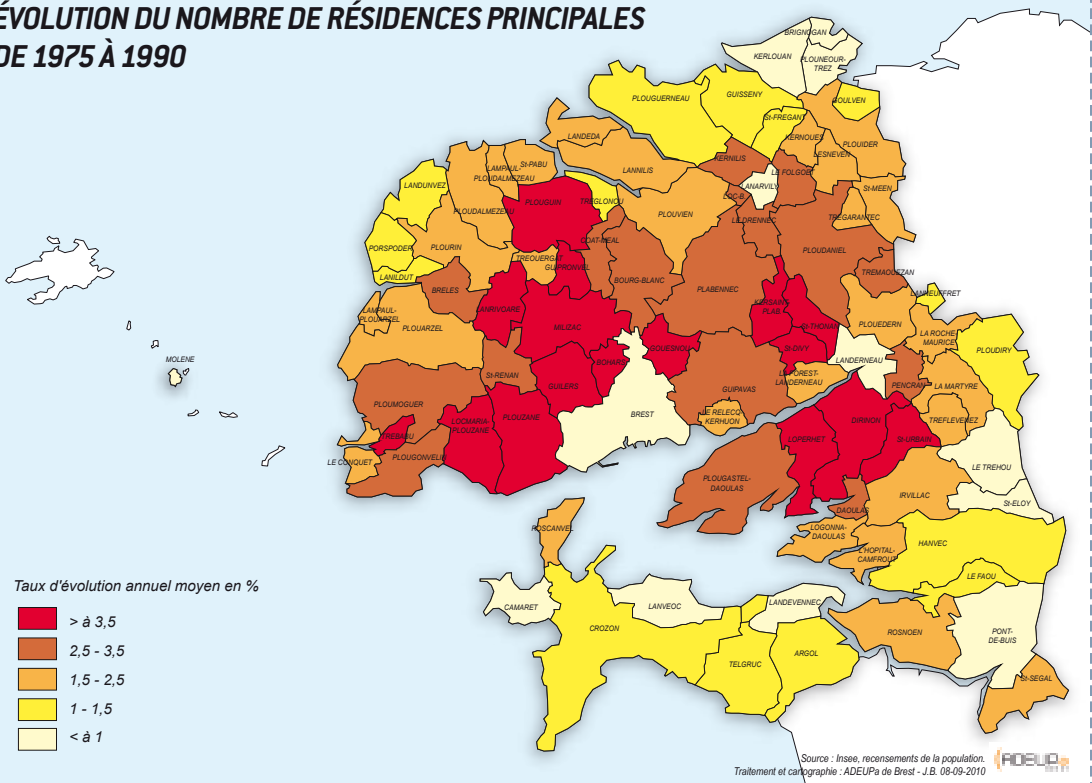 ÉVOLUTION DU NOMBRE DE RÉSIDENCES PRINCIPALES
DE 1975 À 1990
BRIGNOGAN
KERLOUAN
PLOUNEOUR-
TREZ
GUISSENY
PLOUGUERNEAU
GOULVEN
St-FREGANT
LANDEDA
KERNOUES
PLOUIDER
LESNEVEN
KERNILIS
St-PABU
LAMPAUL-
PLOUDALMEZEAU
LANNILIS
LE FOLGOET
LANDUNVEZ
LANARVILY
St-MEEN
LOC-B.
PLOUGUIN
TREGLONOU
PLOUDALMEZEAU
PLOUVIEN
TREGARANTEC
LE DRENNEC
COAT-MEAL
PORSPODER
PLOURIN
PLOUDANIEL
TREOUERGAT
GUIPRONVEL
TREMAOUEZAN
LANILDUT
BOURG-BLANC
BRELES
PLABENNEC
LANNEUFFRET
LANRIVOARE
KERSAINT-
PLAB.
LAMPAUL-
PLOUARZEL
PLOUARZEL
MILIZAC
St-THONAN
PLOUEDERN
LA ROCHE-
MAURICE
GOUESNOU
St-DIVY
PLOUDIRY
MOLENE
BOHARS
LANDERNEAU
St-RENAN
LA FOREST-
LANDERNEAU
GUILERS
GUIPAVAS
PENCRAN
LA MARTYRE
PLOUMOGUER
LE RELECQ-
KERHUON
BREST
PLOUZANE
LOCMARIA-
PLOUZANE
DIRINON
TREFLEVENEZ
TREBABU
LOPERHET
St-URBAIN
PLOUGONVELIN
LE CONQUET
LE TREHOU
PLOUGASTEL-
DAOULAS
IRVILLAC
St-ELOY
DAOULAS
ROSCANVEL
LOGONNA-
DAOULAS
HANVEC
L'HOPITAL-
CAMFROUT
LE FAOU
Taux d'évolution annuel moyen en %
LANDEVENNEC
CAMARET
LANVEOC
> à 3,5
CROZON
ROSNOEN
PONT-
DE-BUIS
2,5 - 3,5
ARGOL
TELGRUC
1,5 - 2,5
St-SEGAL
1 - 1,5
< à 1
Source : Insee, recensements de la population.
Traitement et cartographie : ADEUPa de Brest - J.B. 08-09-2010
ADEUPa